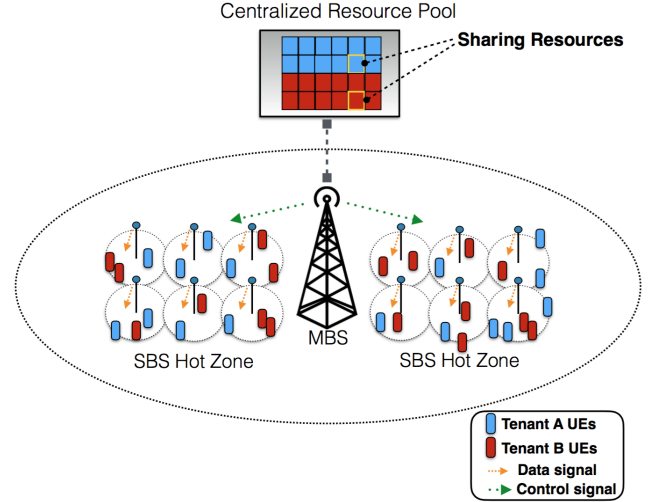 Centralized Resource Pool
Sharing Resources
MBS
SBS Hot Zone
SBS Hot Zone
Tenant A UEs
Tenant B UEs
Data signal
Control signal